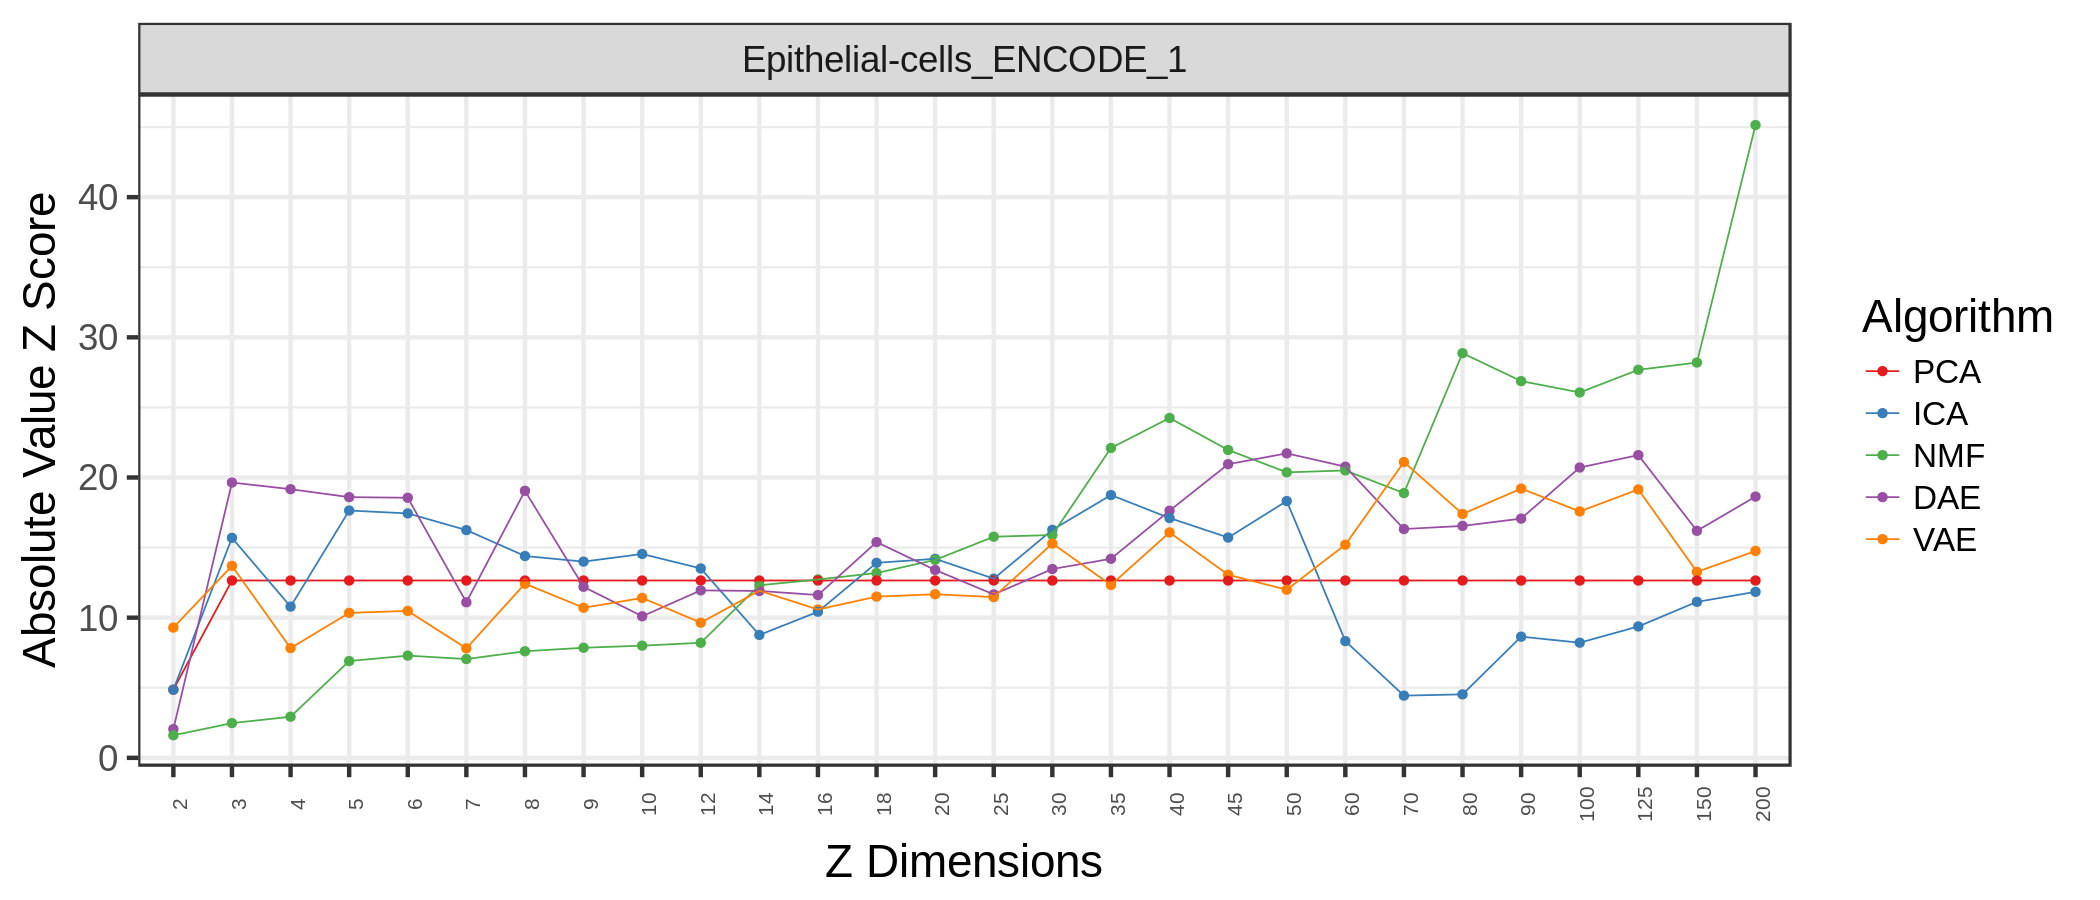 Epithelial-cells_ENCODE_1
Absolute Value Z Score
40
30
20
10
0
2 3 4 5 6 7 8 9 10 12 14 16 18 20 25 30 35 40 45 50 60 70 80 90 100 125 150 200
Z Dimensions
Algorithm
PCA
ICA
NMF
DAE
VAE